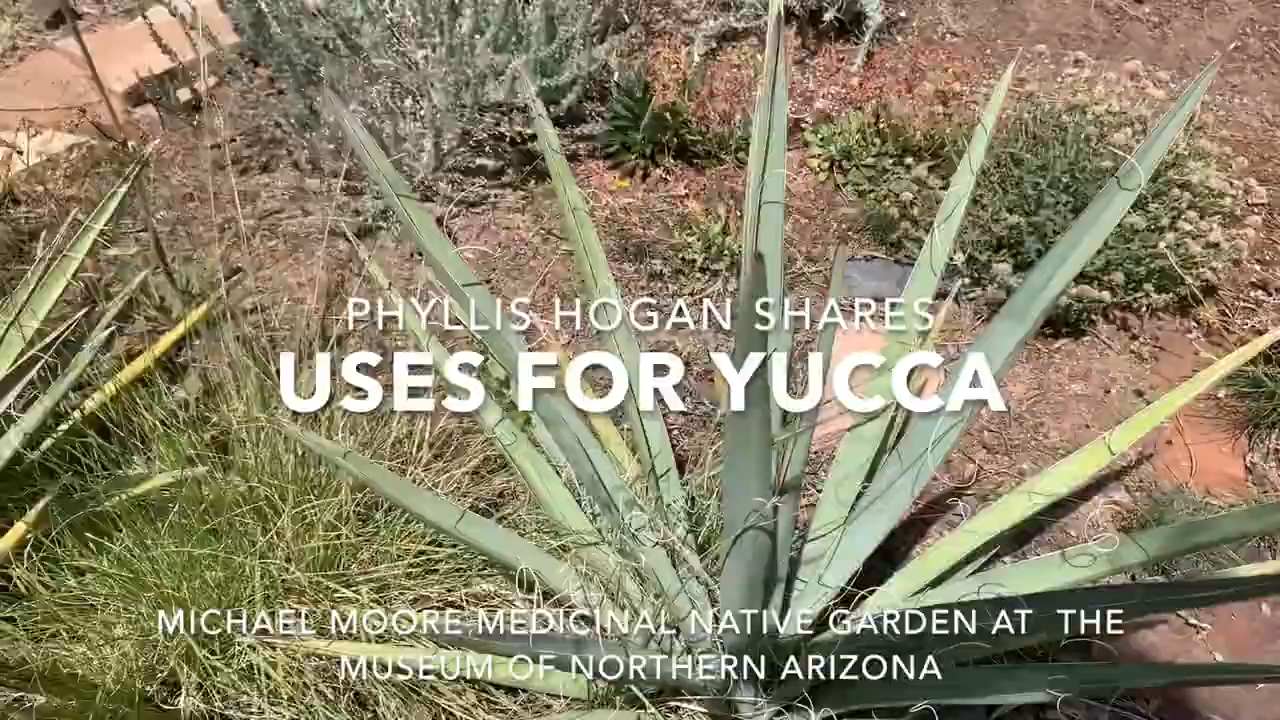 PHYLLIS HOGAN SHARES
USES FOR YUCCA
MICHAEL MOORE MEDICINAL NATIVE GARDEN AT THE
MUSEUM OF NORTHERN ARIZONA